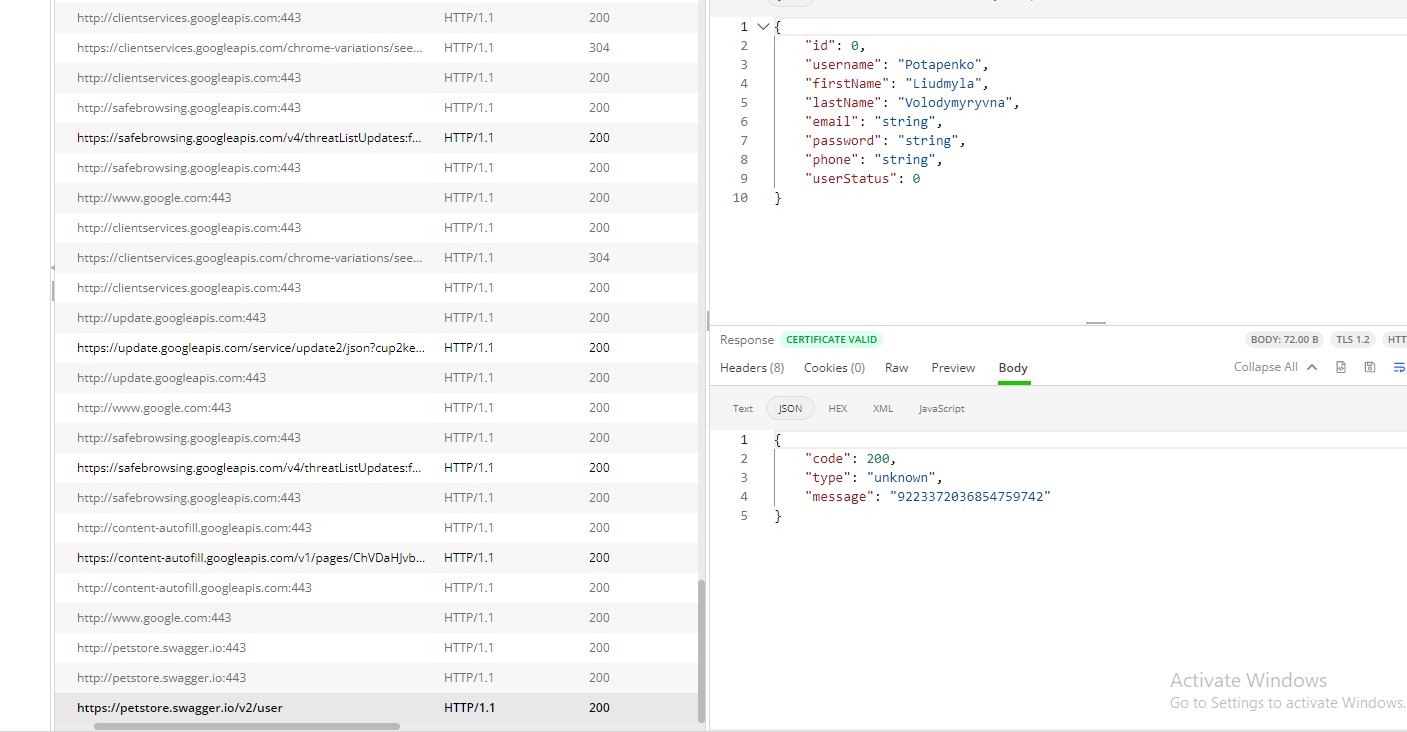 http://clientservices.googleapis.com:443 HTTP/1.1 200
https://clientservices.googleapis.com/chrome-variations/see... HTTP/1.1 304
http://clientservices.googleapis.com:443 HTTP/1.1 200
http://safebrowsing.googleapis.com:443 HTTP/1.1 200
https://safebrowsing.googleapis.com/v4/threatListUpdates:f... HTTP/1.1 200
http://safebrowsing.googleapis.com:443 HTTP/1.1 200
http://www.google.com:443 HTTP/1.1 200
http://clientservices.googleapis.com:443 HTTP/1.1 200
https://clientservices.googleapis.com/chrome-variations/see... HTTP/1.1 304
http://clientservices.googleapis.com:443 HTTP/1.1 200
http://update.googleapis.com:443 HTTP/1.1 200
https://update.googleapis.com/service/update2/json?cup2ke... HTTP/1.1 200
http://update.googleapis.com:443 HTTP/1.1 200
http://www.google.com:443 HTTP/1.1 200
http://safebrowsing.googleapis.com:443 HTTP/1.1 200
https://safebrowsing.googleapis.com/v4/threatListUpdates:f... HTTP/1.1 200
http://safebrowsing.googleapis.com:443 HTTP/1.1 200
http://content-autofill.googleapis.com:443 HTTP/1.1 200
https://content-autofill.googleapis.com/v1/pages/ChVDaHJvb... HTTP/1.1 200
http://content-autofill.googleapis.com:443 HTTP/1.1 200
http://www.google.com:443 HTTP/1.1 200
http://petstore.swagger.io:443 HTTP/1.1 200
http://petstore.swagger.io:443 HTTP/1.1 200
https://petstore.swagger.io/v2/user HTTP/1.1 200
1 {
2 "id": 0,
3 "username": "Potapenko",
4 "firstName": "Liudmyla",
5 "lastName": "Volodymyryvna",
6 "email": "string",
7 "password": "string",
8 "phone": "string",
9 "userStatus": 0
10 }
Response CERTIFICATE VALID BODY: 72.00 B TLS 1.2 HTT
Headers (8) Cookies (0) Raw Preview Body Collapse All
Text JSON HEX XML JavaScript
1 {
2 "code": 200,
3 "type": "unknown",
4 "message": "9223372036854759742"
5 }
Activate Windows
Go to Settings to activate Windows.